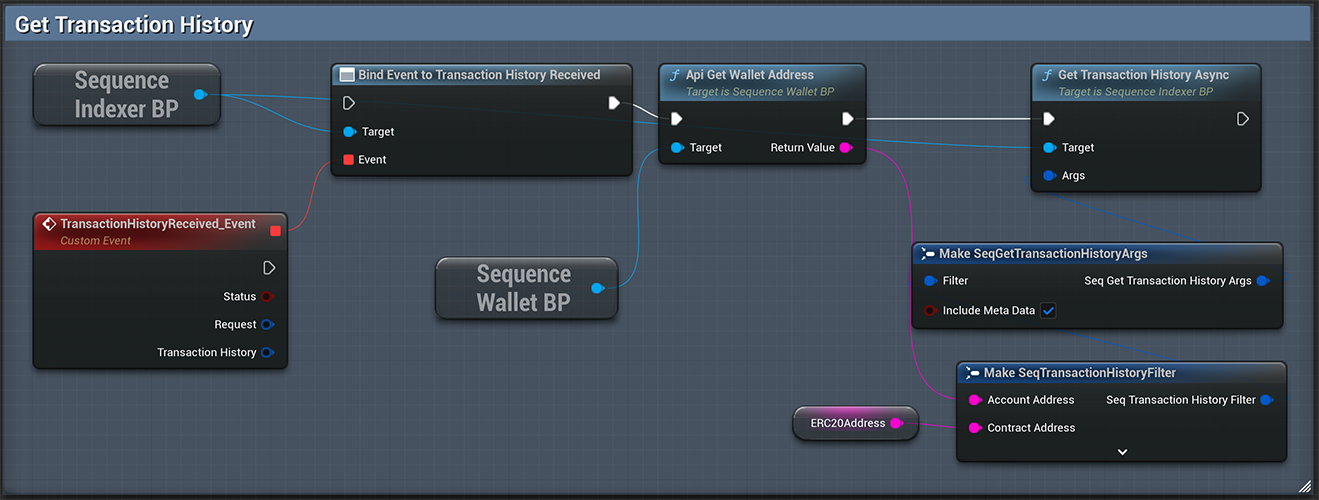 Get Transaction History
Sequence
Indexer BP
Bind Event to Transaction History Received
Target
Event
Api Get Wallet Address
Target is Sequence Wallet BP
Target
Return Value
Get Transaction History Async
Target is Sequence Indexer BP
Target
Args
TransactionHistoryReceived_Event
Custom Event
Status
Request
Transaction History
Sequence
Wallet BP
Make SeqGetTransactionHistoryArgs
Filter
Seq Get Transaction History Args
Include Meta Data
Make SeqTransactionHistoryFilter
Account Address
Seq Transaction History Filter
Contract Address
ERC20Address